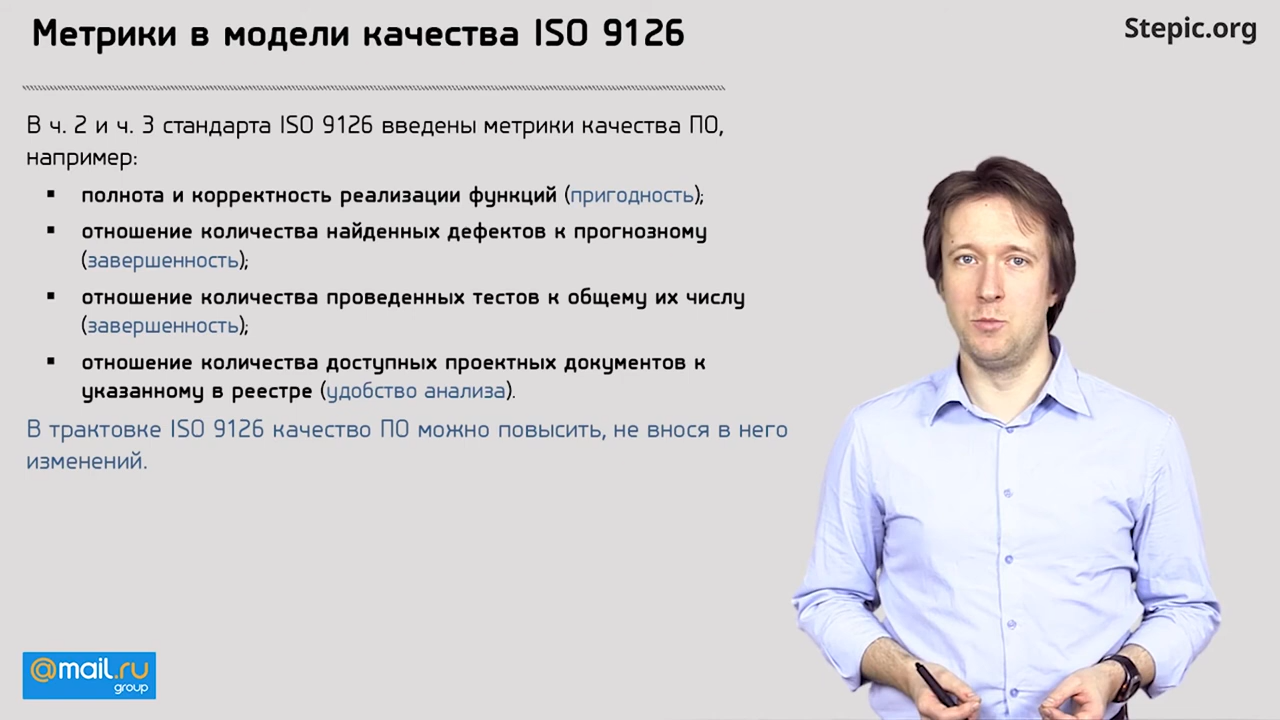 Метрики в модели качества ISO 9126
Stepic.org
В ч. 2 и ч. 3 стандарта ISO 9126 введены метрики качества ПО,
например:
▪ полнота и корректность реализации функций (пригодность);
▪ отношение количества найденных дефектов к прогнозному
(завершенность);
▪ отношение количества проведенных тестов к общему их числу
(завершенность);
▪ отношение количества доступных проектных документов к
указанному в реестре (удобство анализа).
В трактовке ISO 9126 качество ПО можно повысить, не внося в него
изменений.
@mail.ru
group